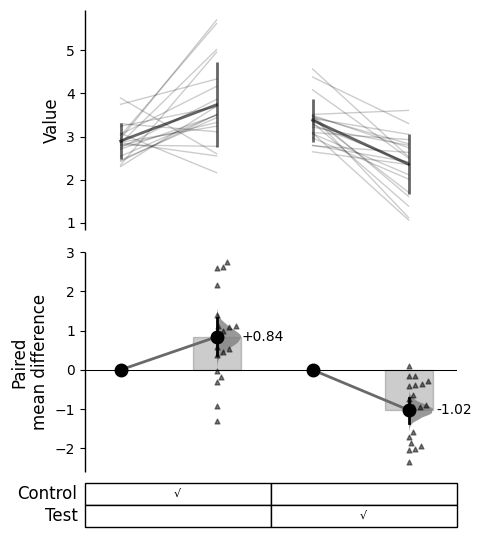 5
4
3
2
1
Value
3
2
1
0
−1
−2
Paired
mean difference
+0.84
-1.02
Control √
Test √